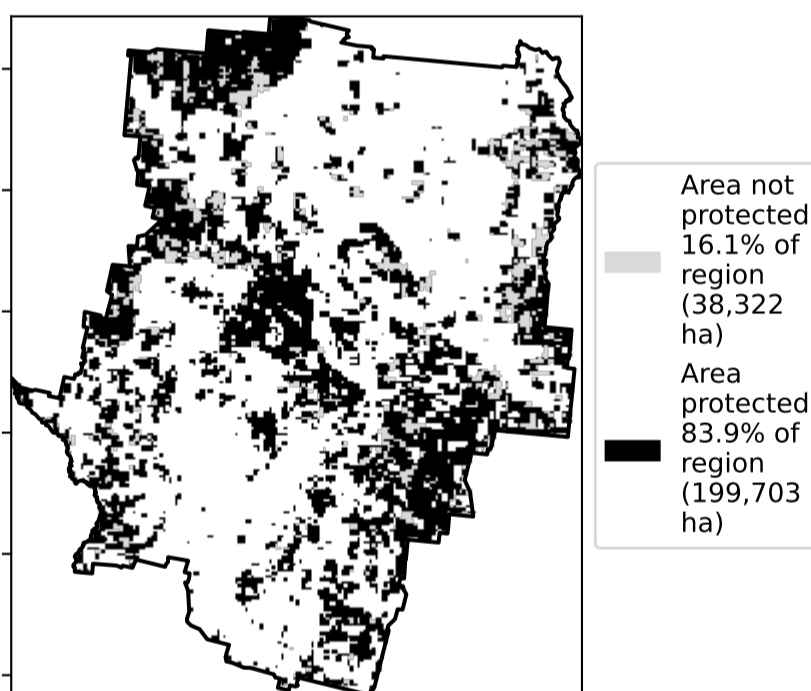 Area not
protected
16.1% of
region
(38,322
ha)
Area
protected
83.9% of
region
(199,703
ha)